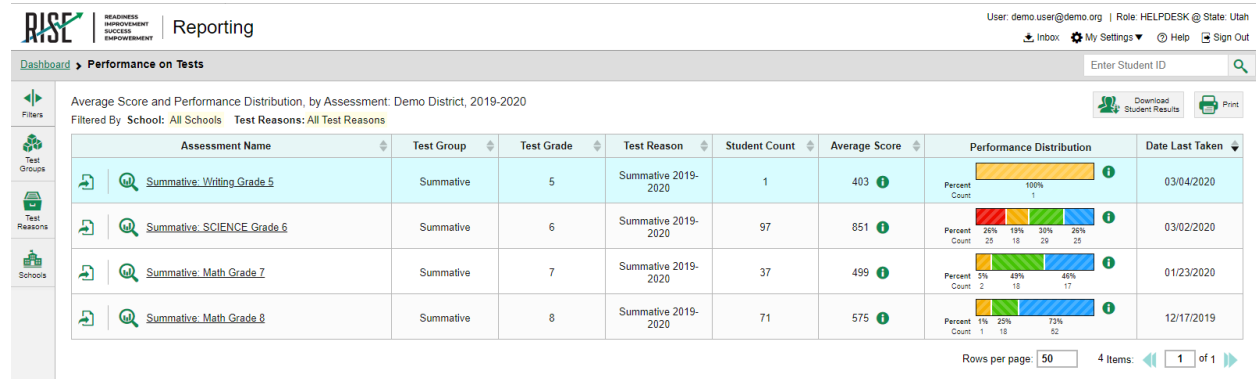 RISE READINESS IMPROVEMENT SUCCESS EMPOWERMENT Reporting
User: demo.user@demo.org | Role: HELPDESK @ State: Utah
Inbox My Settings▼ Help Sign Out
Dashboard > Performance on Tests
Enter Student ID
Filters
Test Groups
Test Reasons
Schools
Average Score and Performance Distribution, by Assessment: Demo District, 2019-2020
Filtered By School: All Schools Test Reasons: All Test Reasons
Download Student Results
Print
Assessment Name Test Group Test Grade Test Reason Student Count Average Score Performance Distribution Date Last Taken
Summative: Writing Grade 5 Summative 5 Summative 2019-2020 1 403 03/04/2020
Percent 100%
Count 1
Summative: SCIENCE Grade 6 Summative 6 Summative 2019-2020 97 851 03/02/2020
Percent 26% 19% 30% 26%
Count 25 18 29 25
Summative: Math Grade 7 Summative 7 Summative 2019-2020 37 499 01/23/2020
Percent 5% 49% 46%
Count 2 18 17
Summative: Math Grade 8 Summative 8 Summative 2019-2020 71 575 12/17/2019
Percent 1% 25% 73%
Count 1 18 52
Rows per page: 50 4 Items: 1 of 1